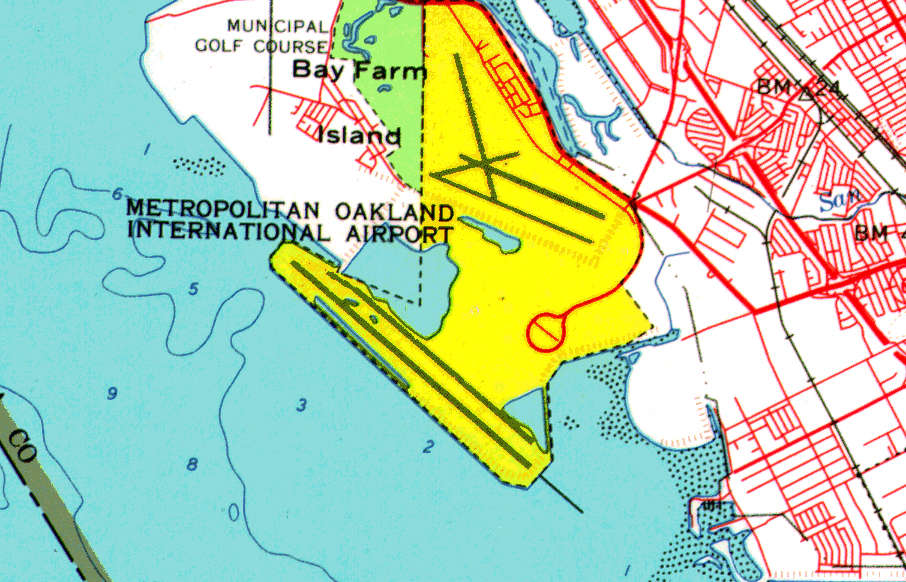 MUNICIPAL
GOLF COURSE
Bay Farm
Island
BM △24
San
METROPOLITAN OAKLAND
INTERNATIONAL AIRPORT
BM 4
6
5
9
3
2
8
CO